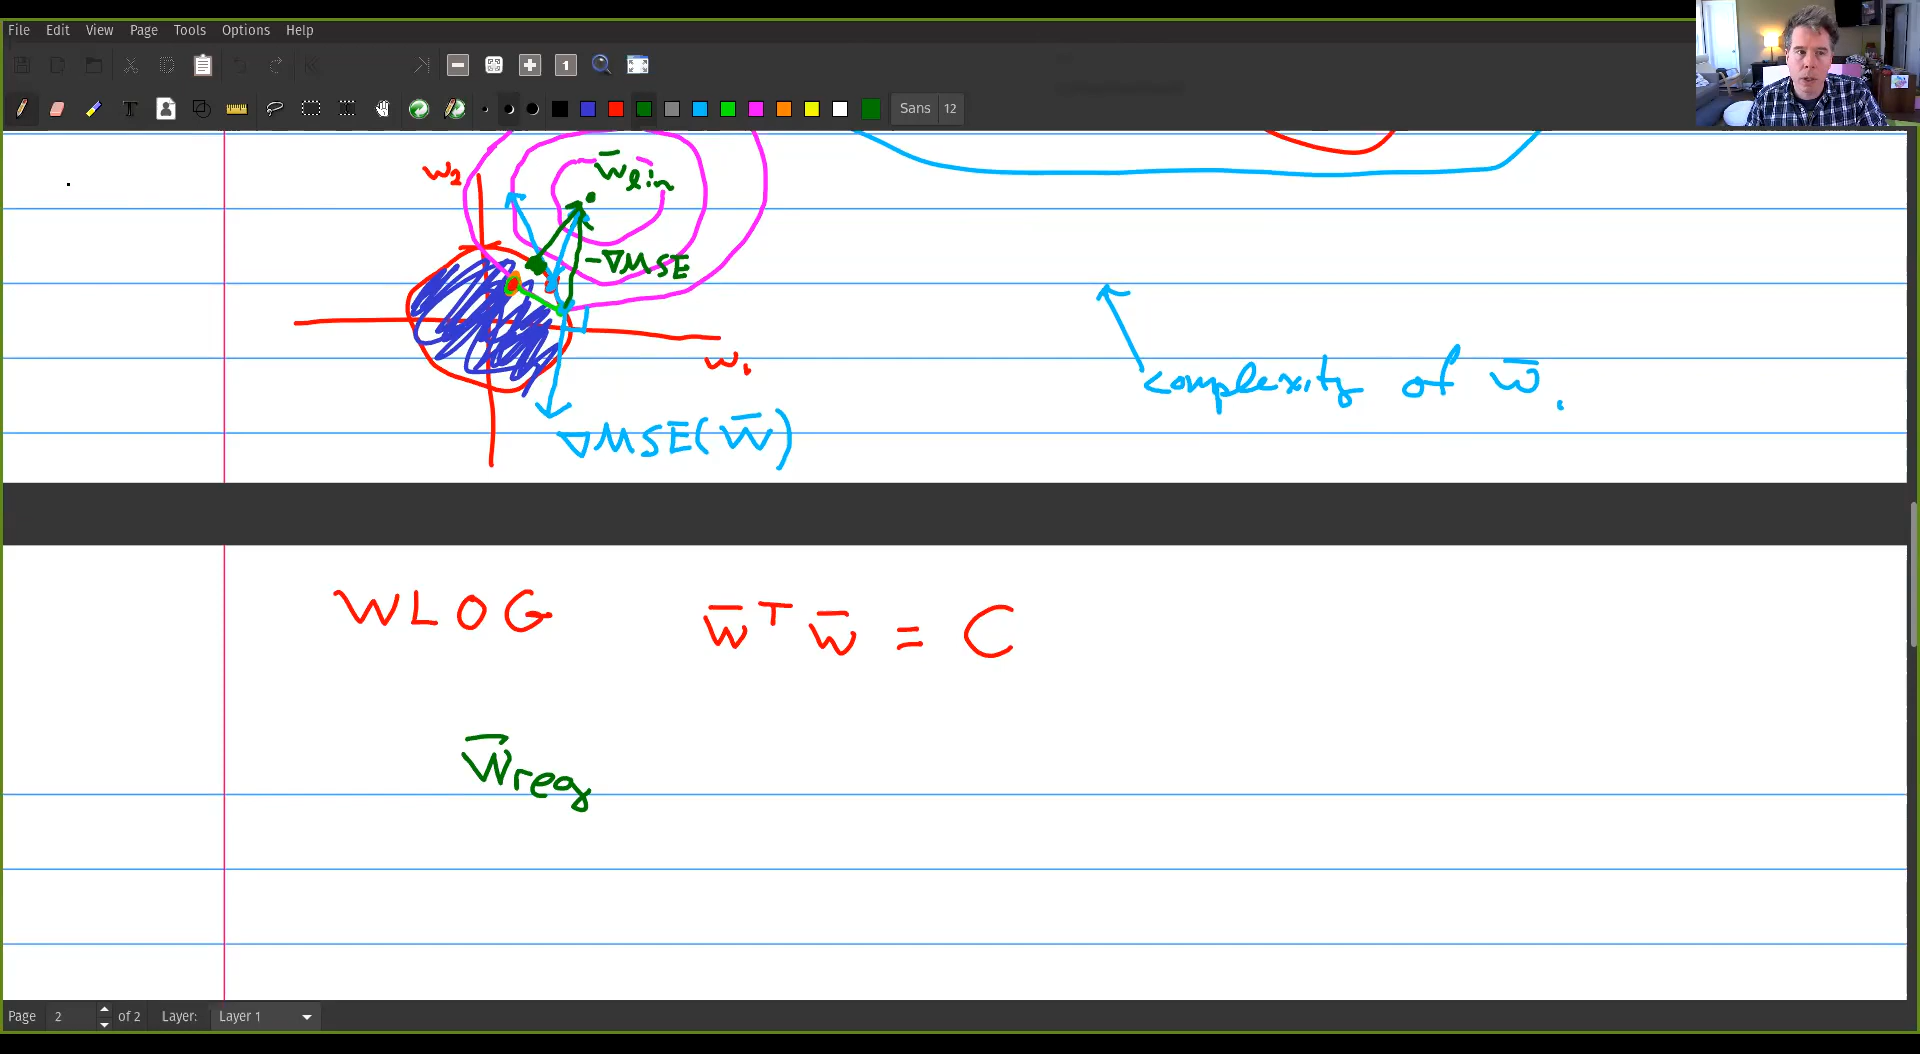 File Edit View Page Tools Options Help
Sans 12
w₂
w̄lin
-∇MSE
w₁
∇MSE(w̄)
complexity of w̄.
WLOG w̄ᵀw̄ = C
w̄reg
Page 2 of 2 Layer: Layer 1